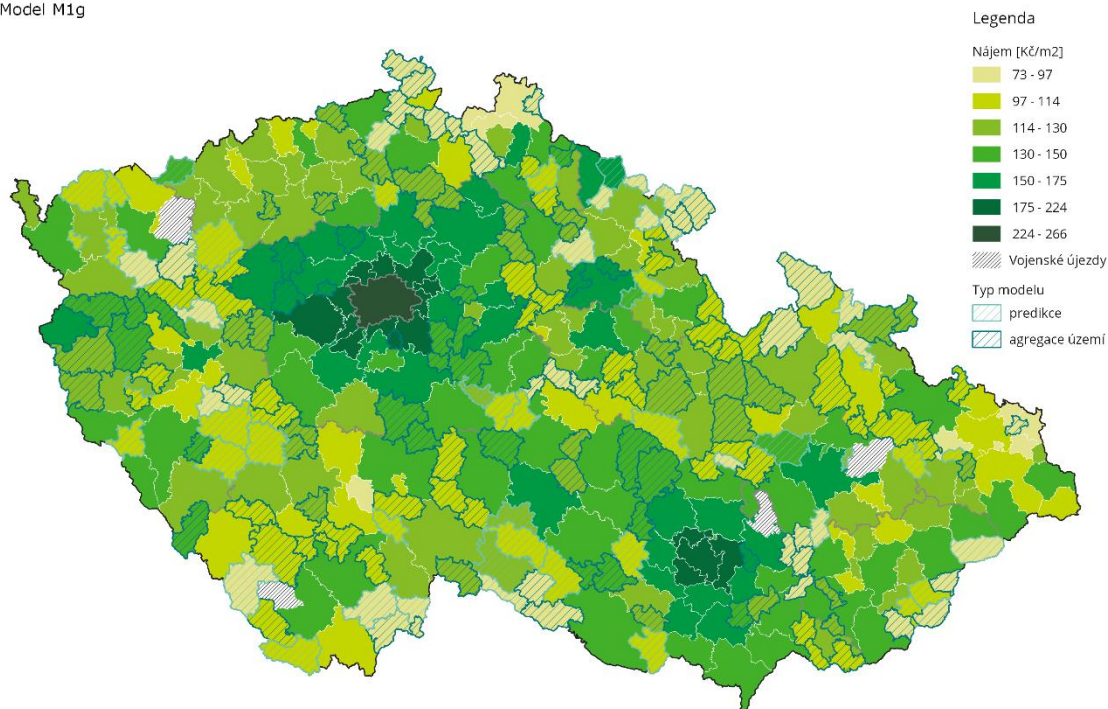 Model M1g
Legenda
Nájem [Kč/m2]
73 - 97
97 - 114
114 - 130
130 - 150
150 - 175
175 - 224
224 - 266
Vojenské újezdy
Typ modelu
predikce
agregace území